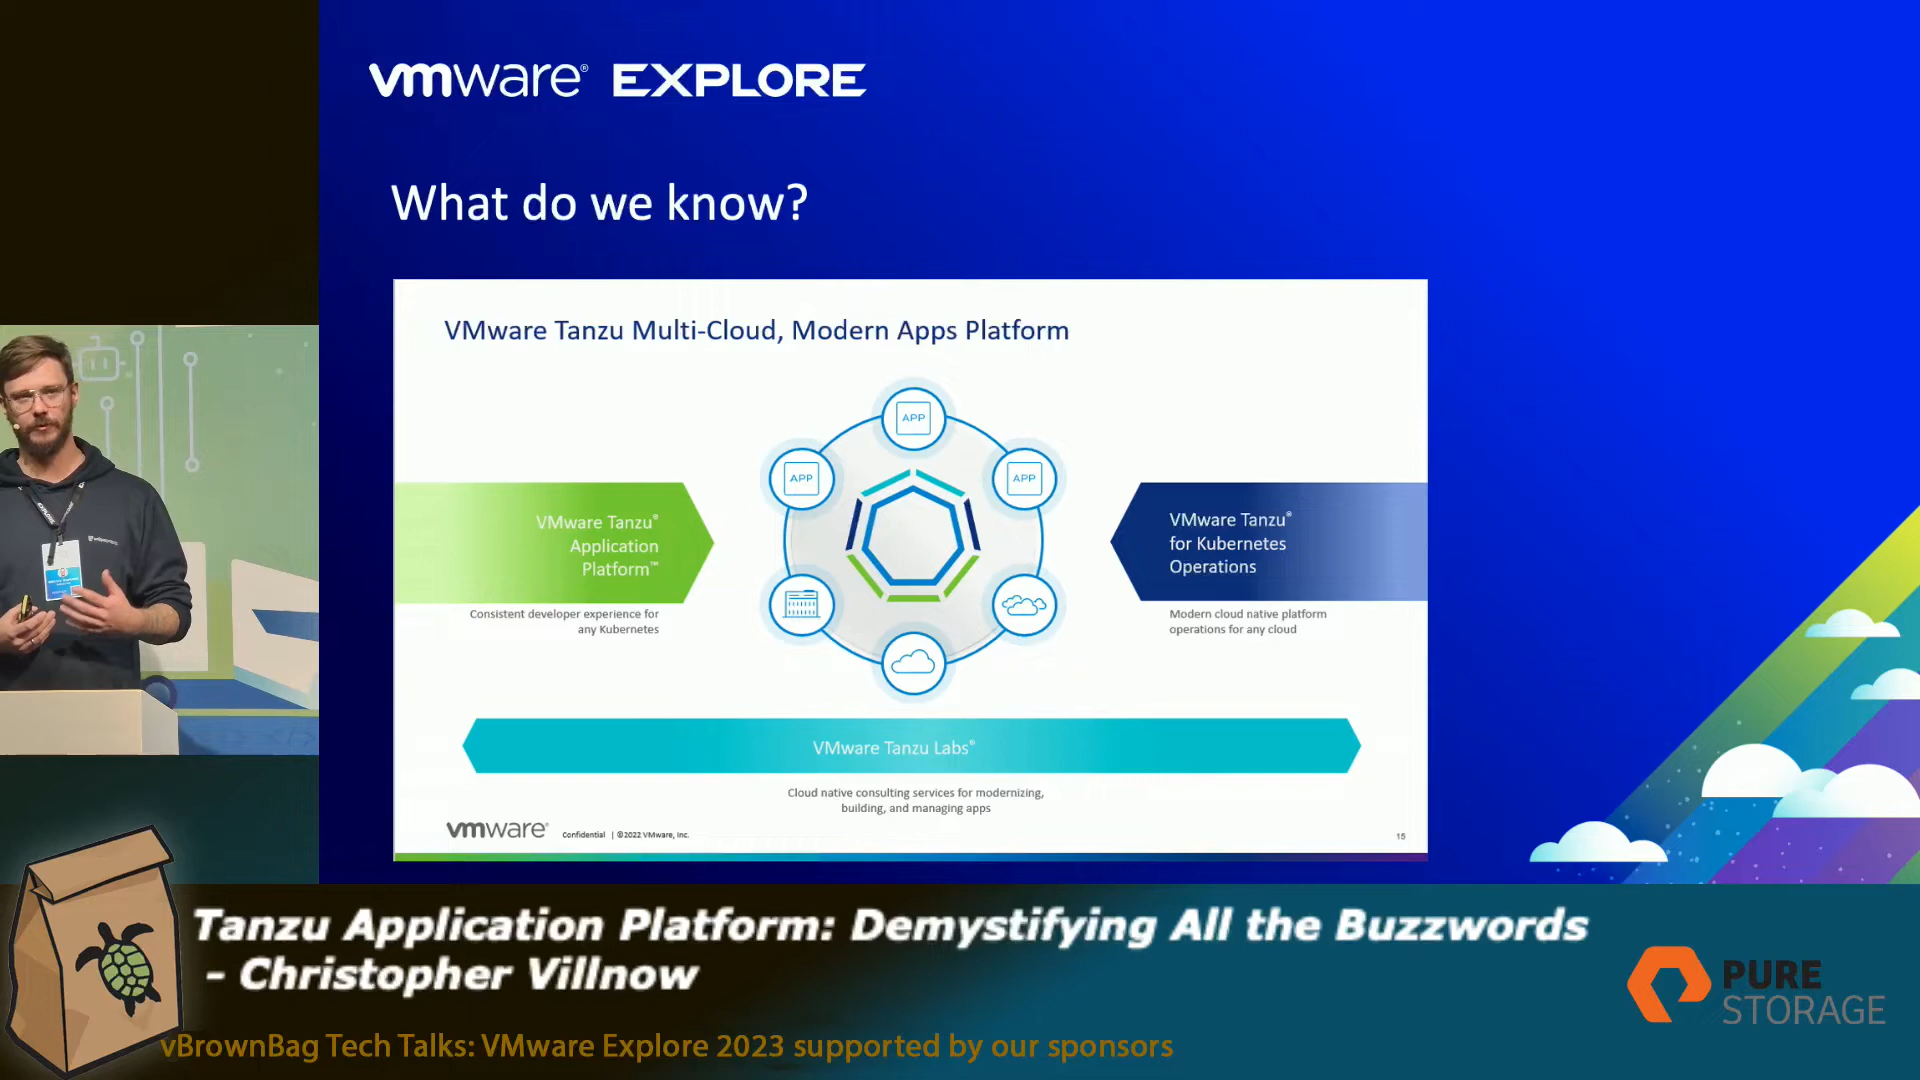 vmware® EXPLORE
What do we know?
VMware Tanzu Multi-Cloud, Modern Apps Platform
APP
APP
APP
VMware Tanzu®
Application
Platform™
Consistent developer experience for
any Kubernetes
VMware Tanzu®
for Kubernetes
Operations
Modern cloud native platform
operations for any cloud
VMware Tanzu Labs®
Cloud native consulting services for modernizing,
building, and managing apps
vmware® Confidential | ©2022 VMware, Inc.
15
Tanzu Application Platform: Demystifying All the Buzzwords
- Christopher Villnow
PURE
STORAGE
vBrownBag Tech Talks: VMware Explore 2023 supported by our sponsors